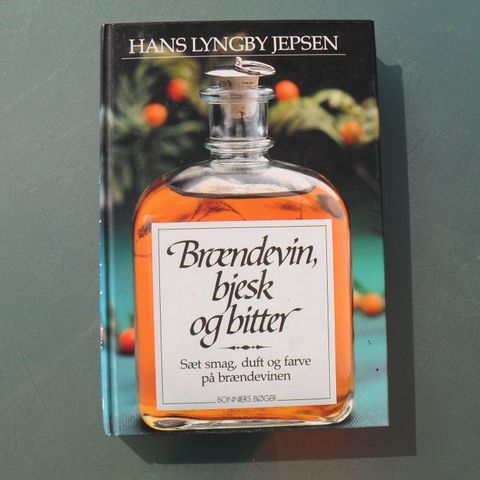 HANS LYNGBY JEPSEN
Brændevin,
bjesk
og bitter
Sæt smag, duft og farve
på brændevinen
BONNIERS BØGER